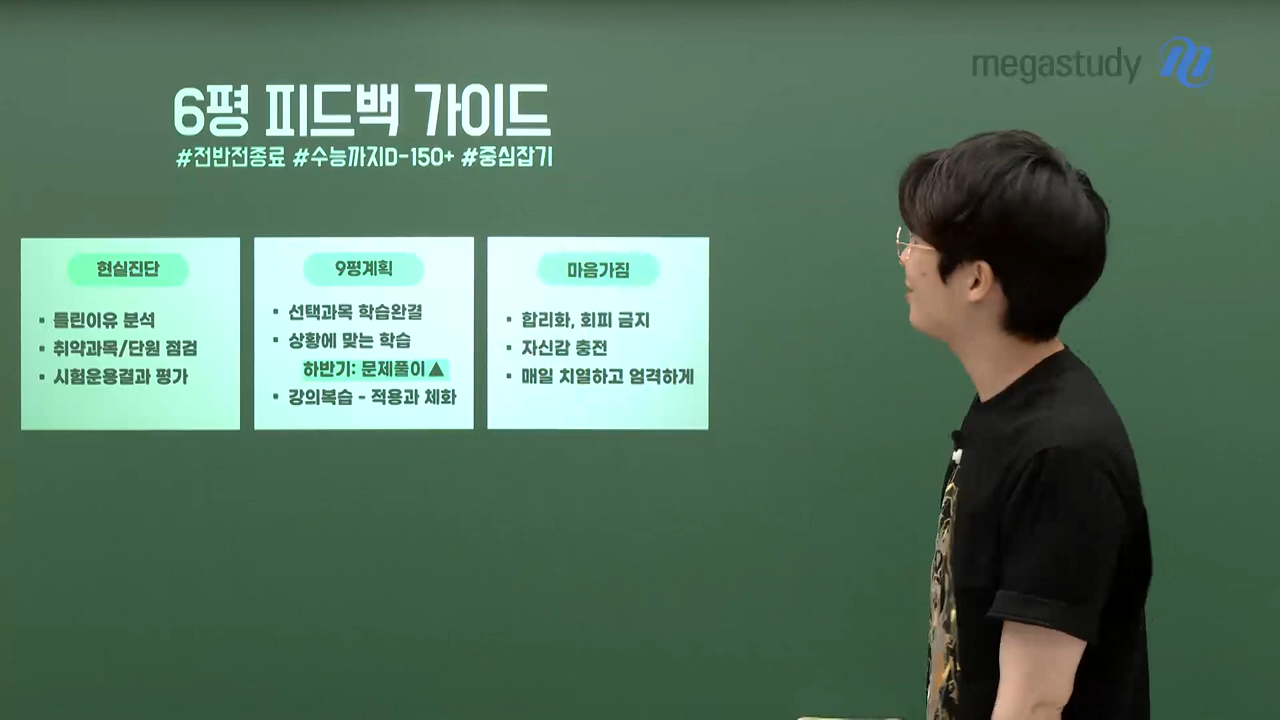 megastudy
6평 피드백 가이드
#전반전종료 #수능까지D-150+ #중심잡기
현실진단
▪ 틀린이유 분석
▪ 취약과목/단원 점검
▪ 시험운용결과 평가
9평계획
▪ 선택과목 학습완결
▪ 상황에 맞는 학습
하반기: 문제풀이▲
▪ 강의복습 - 적용과 체화
마음가짐
▪ 합리화, 회피 금지
▪ 자신감 충전
▪ 매일 치열하고 엄격하게